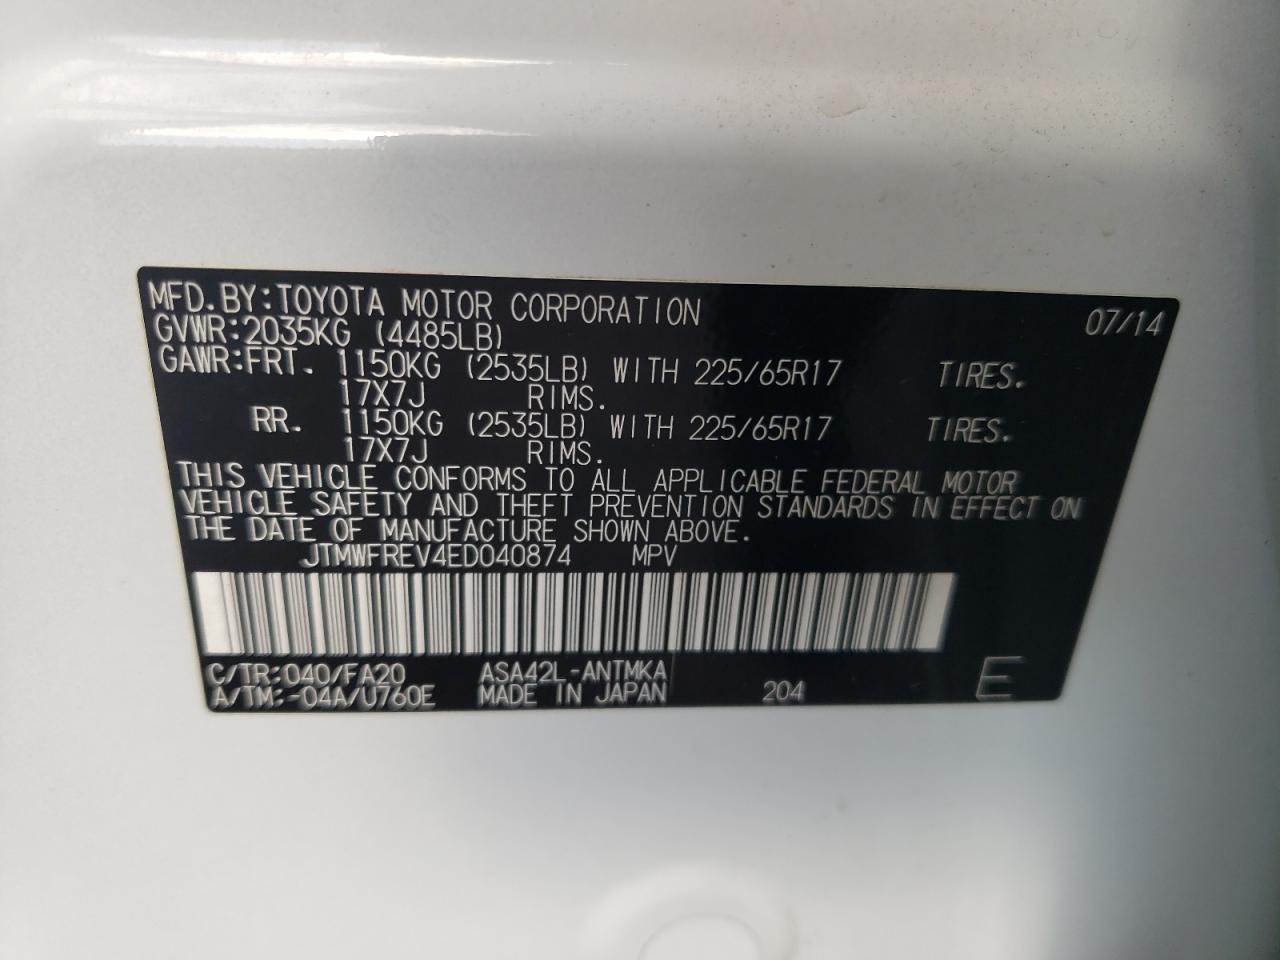 MFD.BY:TOYOTA MOTOR CORPORATION 07/14
GVWR:2035KG (4485LB)
GAWR:FRT. 1150KG (2535LB) WITH 225/65R17 TIRES.
17X7J RIMS.
RR. 1150KG (2535LB) WITH 225/65R17 TIRES.
17X7J RIMS.
THIS VEHICLE CONFORMS TO ALL APPLICABLE FEDERAL MOTOR
VEHICLE SAFETY AND THEFT PREVENTION STANDARDS IN EFFECT ON
THE DATE OF MANUFACTURE SHOWN ABOVE.
JTMWFREV4ED040874 MPV
C/TR:040/FA20 ASA42L-ANTMKA
A/TM:-04A/U760E MADE IN JAPAN 204 E